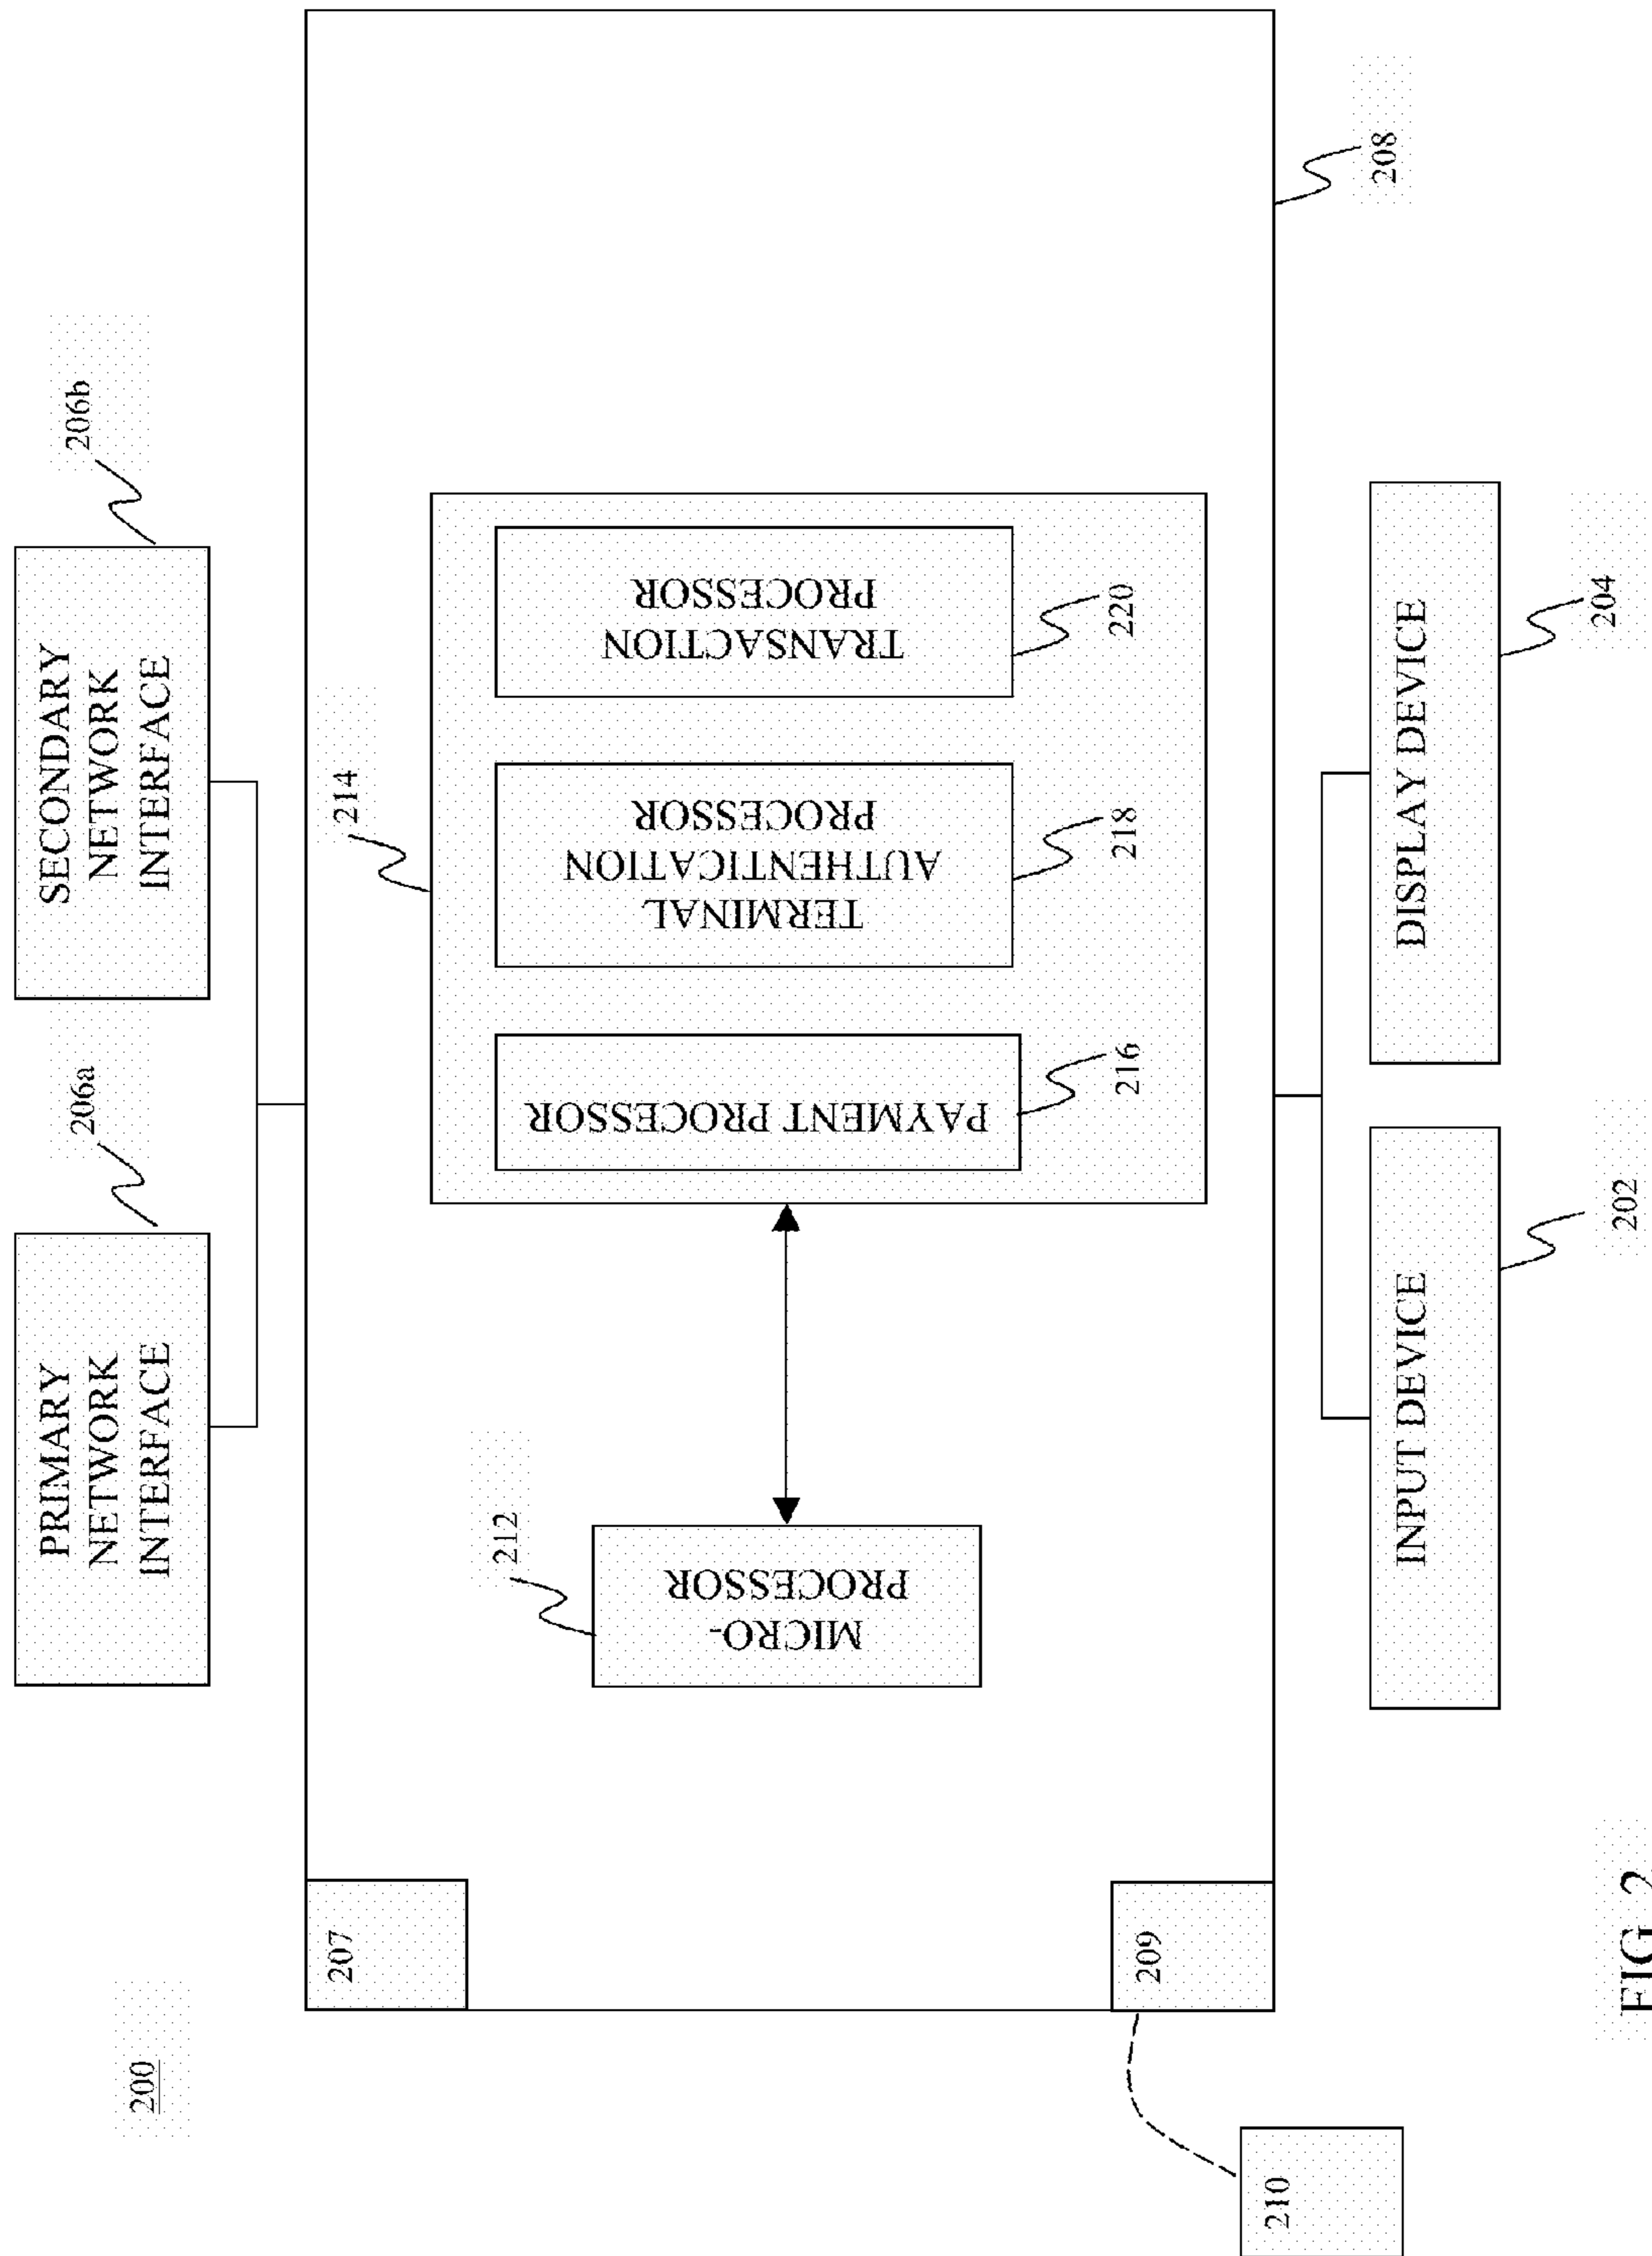 200
PRIMARY
NETWORK
INTERFACE
206a
SECONDARY
NETWORK
INTERFACE
206b
207
214
212
MICRO-
PROCESSOR
PAYMENT PROCESSOR
216
TERMINAL
AUTHENTICATION
PROCESSOR
218
TRANSACTION
PROCESSOR
220
209
210
208
INPUT DEVICE
202
DISPLAY DEVICE
204
FIG. 2